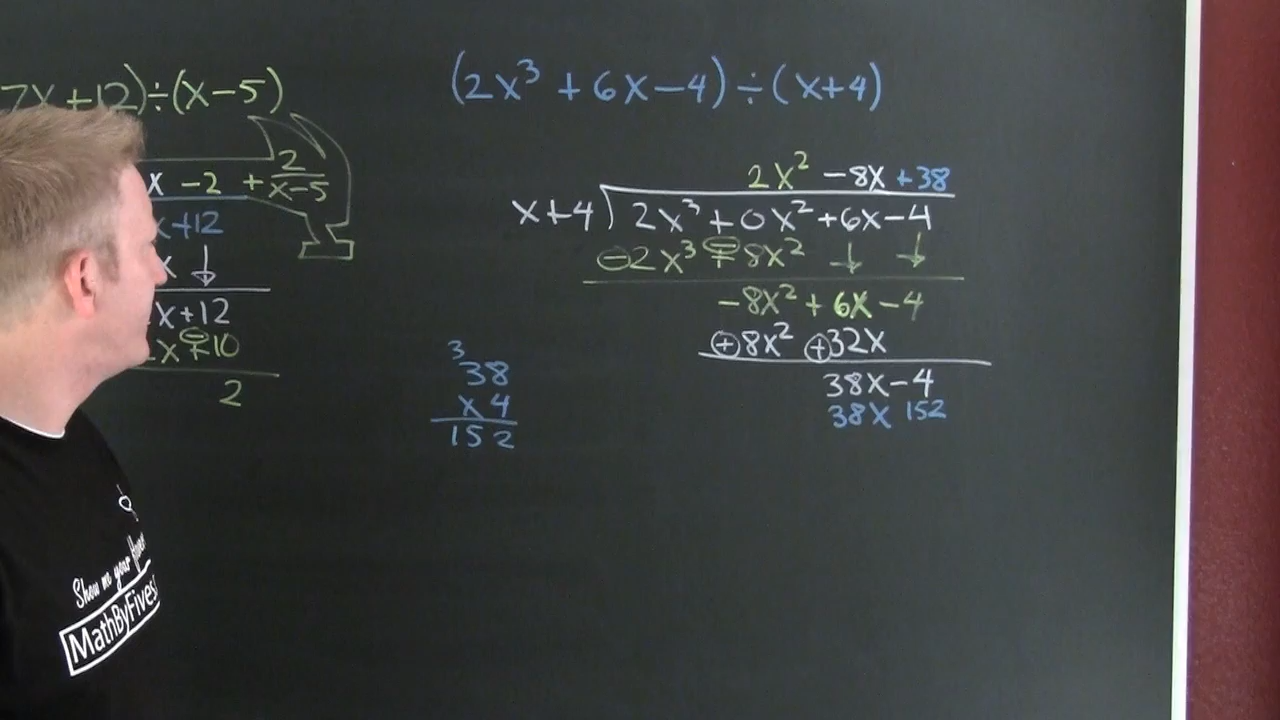 7x + 12) ÷ (x − 5)
x − 2 + 2/(x − 5)
x + 12
x ↓
x + 12
x + 10
2
(2x³ + 6x − 4) ÷ (x + 4)
2x² − 8x + 38
x + 4 ) 2x³ + 0x² + 6x − 4
⊖ 2x³ ⊖ + 8x² ↓ ↓
− 8x² + 6x − 4
⊕ 8x² ⊕ 32x
38x − 4
38x 152
3
38
x 4
152
Show me your
MathByFives